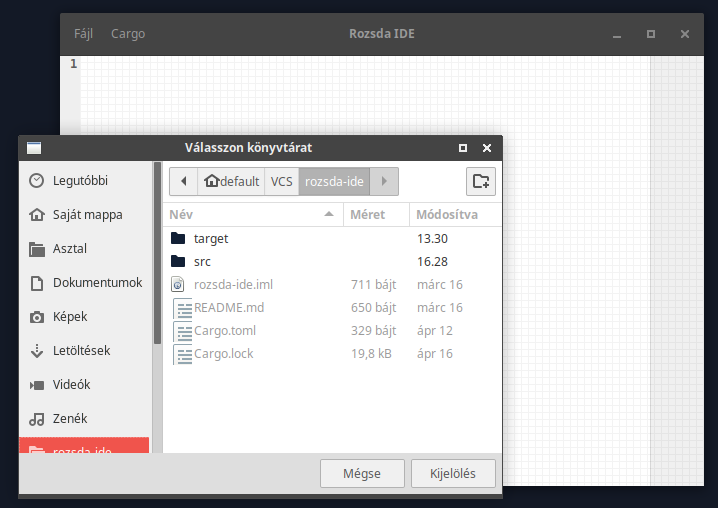 Fájl Cargo Rozsda IDE
1
Válasszon könyvtárat
Legutóbbi
Saját mappa
Asztal
Dokumentumok
Képek
Letöltések
Videók
Zenék
rozsda-ide
default VCS rozsda-ide
Név Méret Módosítva
target 13.30
src 16.28
rozsda-ide.iml 711 bájt márc 16
README.md 650 bájt márc 16
Cargo.toml 329 bájt ápr 12
Cargo.lock 19,8 kB ápr 16
Mégse Kijelölés